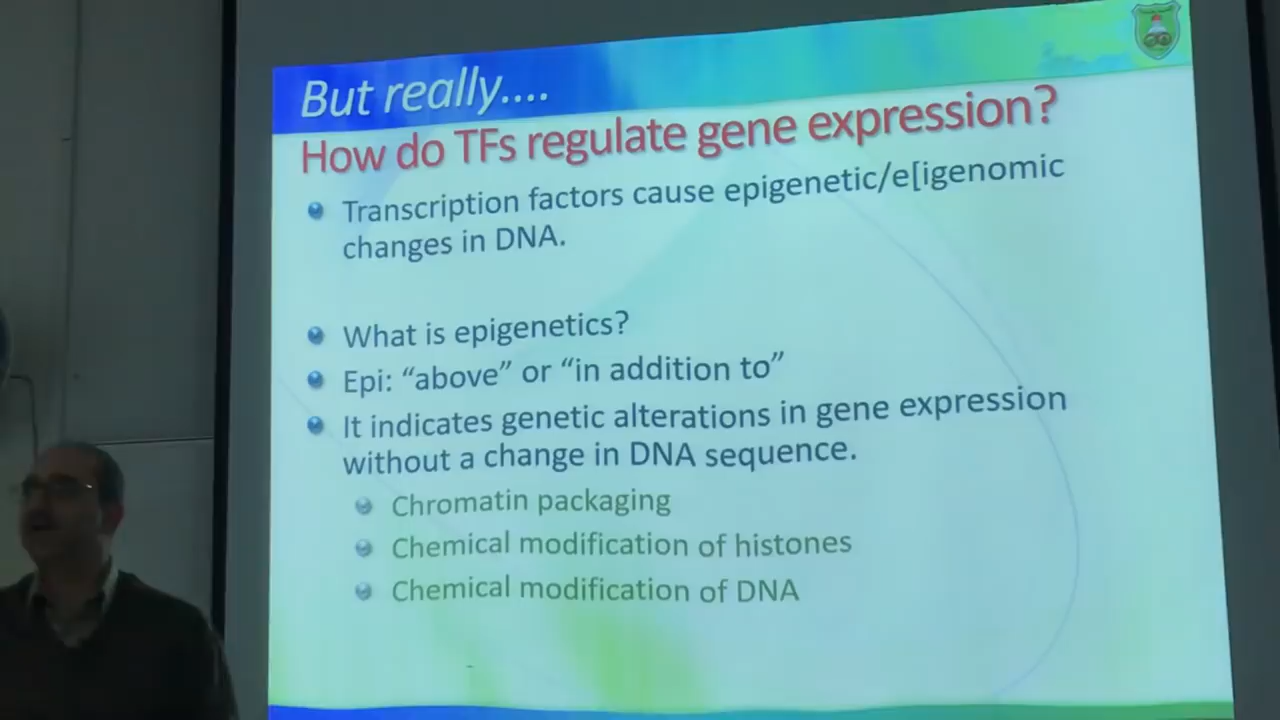 But really....
How do TFs regulate gene expression?
Transcription factors cause epigenetic/e[igenomic
changes in DNA.
What is epigenetics?
Epi: “above” or “in addition to”
It indicates genetic alterations in gene expression
without a change in DNA sequence.
Chromatin packaging
Chemical modification of histones
Chemical modification of DNA